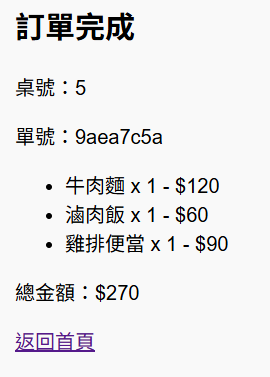 訂單完成
桌號：5
單號：9aea7c5a
• 牛肉麵 x 1 - $120
• 滷肉飯 x 1 - $60
• 雞排便當 x 1 - $90
總金額：$270
返回首頁